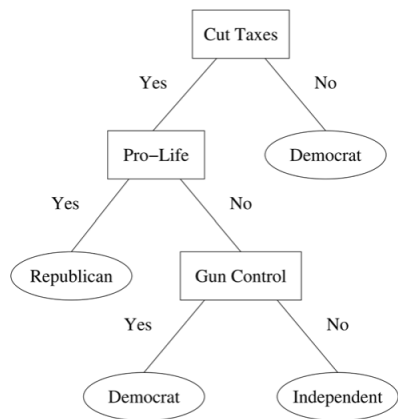 Cut Taxes
Yes
No
Pro−Life
Democrat
Yes
No
Republican
Gun Control
Yes
No
Democrat
Independent